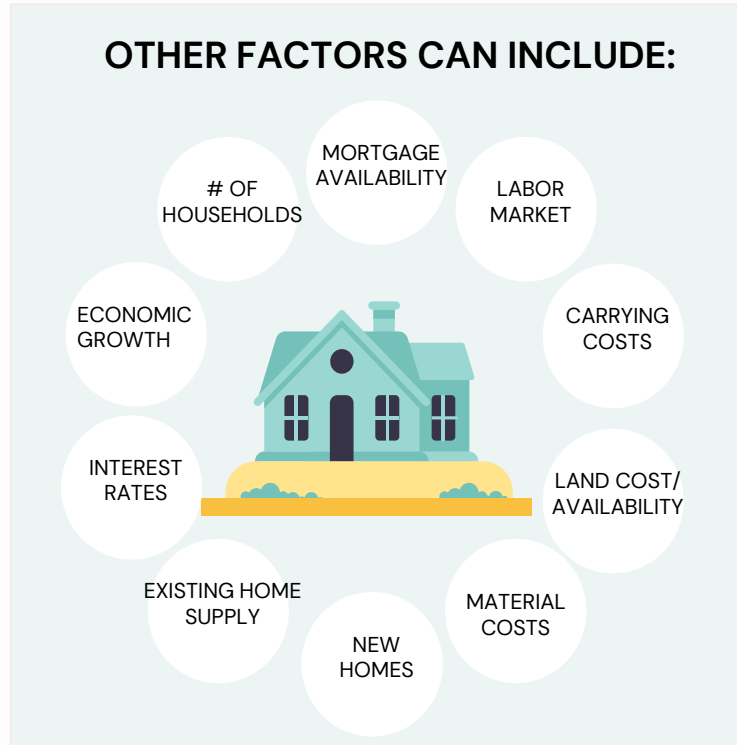 OTHER FACTORS CAN INCLUDE:
MORTGAGE
AVAILABILITY
LABOR
MARKET
CARRYING
COSTS
LAND COST/
AVAILABILITY
MATERIAL
COSTS
NEW
HOMES
EXISTING HOME
SUPPLY
INTEREST
RATES
ECONOMIC
GROWTH
# OF
HOUSEHOLDS